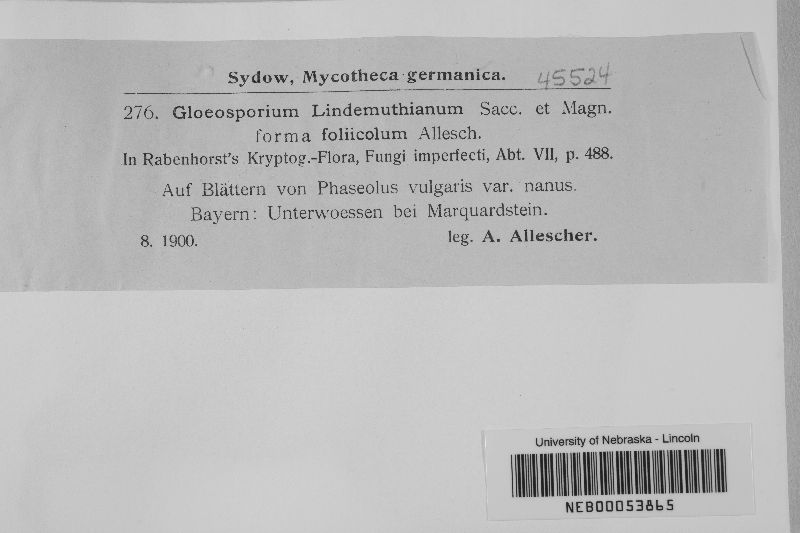 Sydow, Mycotheca germanica. 45524
276. Gloeosporium Lindemuthianum Sacc. et Magn.
forma foliicolum Allesch.
In Rabenhorst's Kryptog.-Flora, Fungi imperfecti, Abt. VII, p. 488.
Auf Blättern von Phaseolus vulgaris var. nanus.
Bayern: Unterwoessen bei Marquardstein.
8. 1900. leg. A. Allescher.
University of Nebraska - Lincoln
NEB00053865